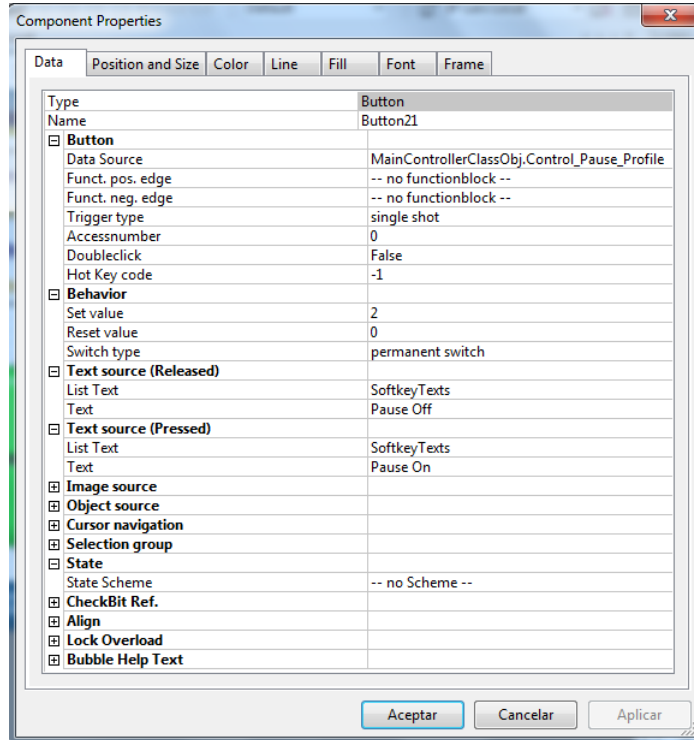 Component Properties
Data Position and Size Color Line Fill Font Frame
Type Button
Name Button21
Button
Data Source MainControllerClassObj.Control_Pause_Profile
Funct. pos. edge -- no functionblock --
Funct. neg. edge -- no functionblock --
Trigger type single shot
Accessnumber 0
Doubleclick False
Hot Key code -1
Behavior
Set value 2
Reset value 0
Switch type permanent switch
Text source (Released)
List Text SoftkeyTexts
Text Pause Off
Text source (Pressed)
List Text SoftkeyTexts
Text Pause On
Image source
Object source
Cursor navigation
Selection group
State
State Scheme -- no Scheme --
CheckBit Ref.
Align
Lock Overload
Bubble Help Text
Aceptar Cancelar Aplicar